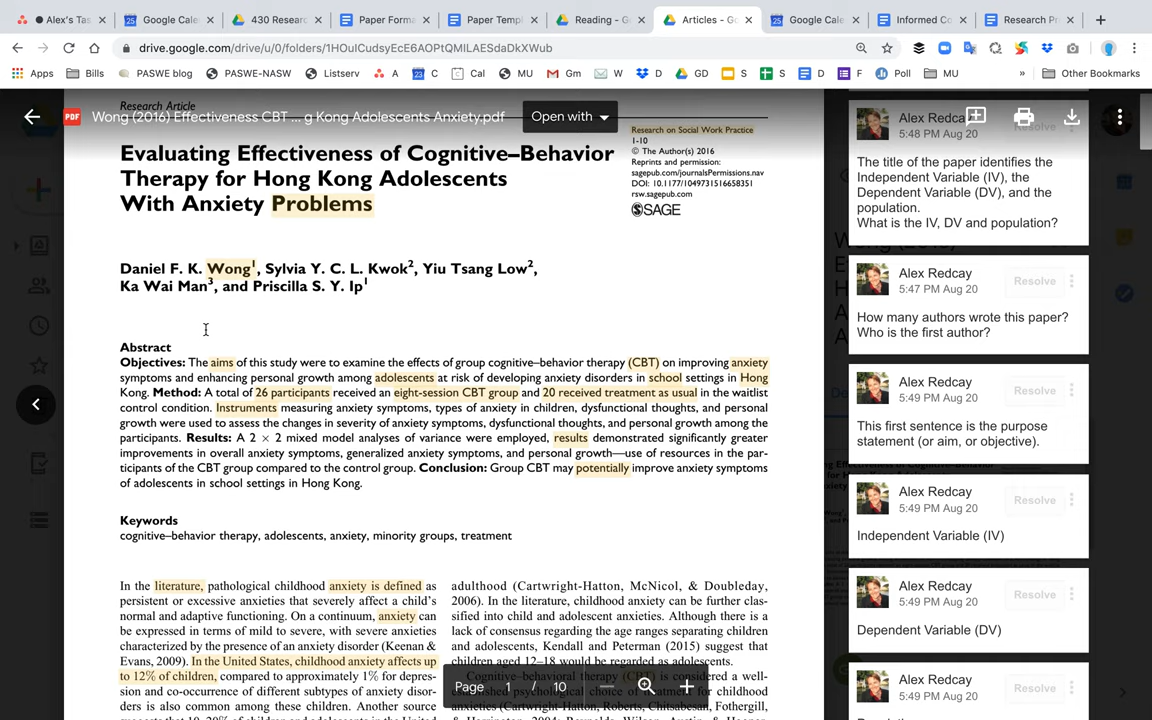 Alex's Tas
Google Cale
430 Resear
Paper Forma
Paper Templ
Reading - G
Articles - Go
Google Cale
Informed Co
Research Pr
drive.google.com/drive/u/0/folders/1HOulCudsyEcE6AOPtQMILAESdaDkXWub
Apps
Bills
PASWE blog
PASWE-NASW
Listserv
A
C
Cal
MU
Gm
W
D
GD
S
S
D
F
Poll
MU
»
Other Bookmarks
Research Article
PDF
Wong (2016) Effectiveness CBT ... g Kong Adolescents Anxiety.pdf
Open with
Evaluating Effectiveness of Cognitive–Behavior
Therapy for Hong Kong Adolescents
With Anxiety Problems
Research on Social Work Practice
1-10
© The Author(s) 2016
Reprints and permission:
sagepub.com/journalsPermissions.nav
DOI: 10.1177/1049731516658351
rsw.sagepub.com
SAGE
Daniel F. K. Wong1, Sylvia Y. C. L. Kwok2, Yiu Tsang Low2,
Ka Wai Man3, and Priscilla S. Y. Ip1
Abstract
Objectives: The aims of this study were to examine the effects of group cognitive–behavior therapy (CBT) on improving anxiety
symptoms and enhancing personal growth among adolescents at risk of developing anxiety disorders in school settings in Hong
Kong. Method: A total of 26 participants received an eight-session CBT group and 20 received treatment as usual in the waitlist
control condition. Instruments measuring anxiety symptoms, types of anxiety in children, dysfunctional thoughts, and personal
growth were used to assess the changes in severity of anxiety symptoms, dysfunctional thoughts, and personal growth among the
participants. Results: A 2 × 2 mixed model analyses of variance were employed, results demonstrated significantly greater
improvements in overall anxiety symptoms, generalized anxiety symptoms, and personal growth—use of resources in the par-
ticipants of the CBT group compared to the control group. Conclusion: Group CBT may potentially improve anxiety symptoms
of adolescents in school settings in Hong Kong.
Keywords
cognitive–behavior therapy, adolescents, anxiety, minority groups, treatment
In the literature, pathological childhood anxiety is defined as
persistent or excessive anxieties that severely affect a child's
normal and adaptive functioning. On a continuum, anxiety can
be expressed in terms of mild to severe, with severe anxieties
characterized by the presence of an anxiety disorder (Keenan &
Evans, 2009). In the United States, childhood anxiety affects up
to 12% of children, compared to approximately 1% for depres-
sion and co-occurrence of different subtypes of anxiety disor-
ders is also common among these children. Another source
adulthood (Cartwright-Hatton, McNicol, & Doubleday,
2006). In the literature, childhood anxiety can be further clas-
sified into child and adolescent anxieties. Although there is a
lack of consensus regarding the age ranges separating children
and adolescents, Kendall and Peterman (2015) suggest that
children aged 12–18 would be regarded as adolescents.
Cognitive-behavioral therapy (CBT) is considered a well-
established psychological choice of treatment for childhood
anxieties (Cartwright-Hatton, Roberts, Chitsabesan, Fothergill,
Page 1 / 10
Alex Redcay
5:48 PM Aug 20
Resolve
The title of the paper identifies the
Independent Variable (IV), the
Dependent Variable (DV), and the
population.
What is the IV, DV and population?
Alex Redcay
5:47 PM Aug 20
Resolve
How many authors wrote this paper?
Who is the first author?
Alex Redcay
5:49 PM Aug 20
Resolve
This first sentence is the purpose
statement (or aim, or objective).
Alex Redcay
5:49 PM Aug 20
Resolve
Independent Variable (IV)
Alex Redcay
5:49 PM Aug 20
Resolve
Dependent Variable (DV)
Alex Redcay
5:49 PM Aug 20
Resolve